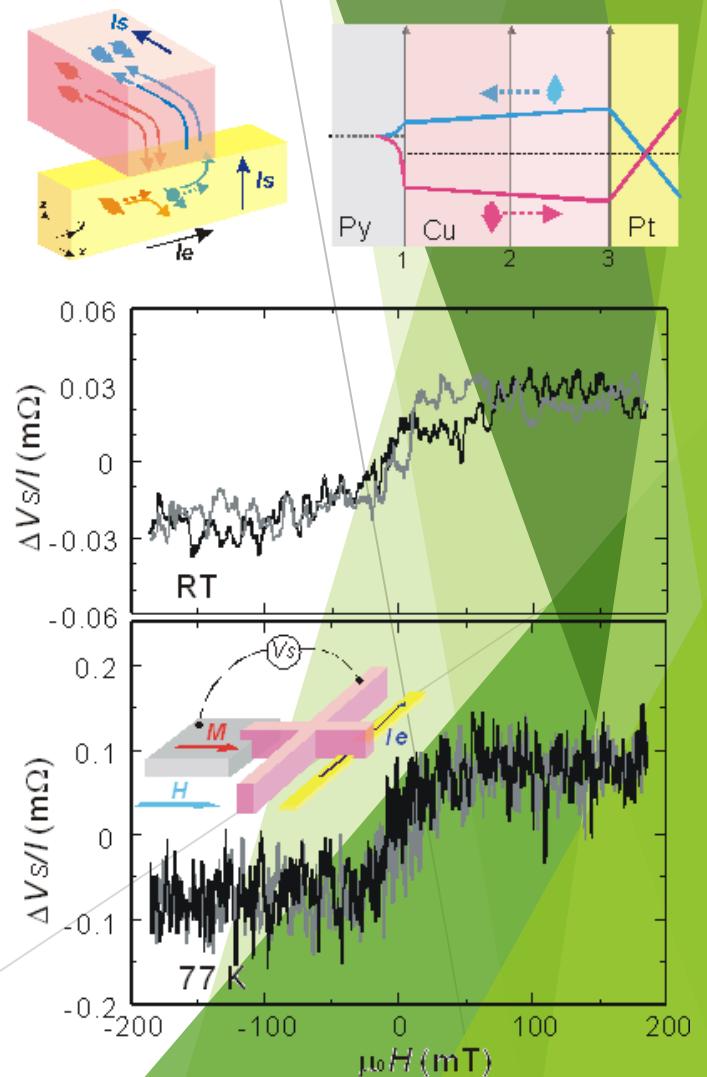 Is
Is
z
y
x
Ie
Py Cu Pt
1 2 3
0.06
0.03
0
-0.03
-0.06
ΔVs/I (mΩ)
RT
0.2
0.1
0
-0.1
-0.2
ΔVs/I (mΩ)
Vs
M
Ie
H
77 K
-200 -100 0 100 200
μ₀H (mT)